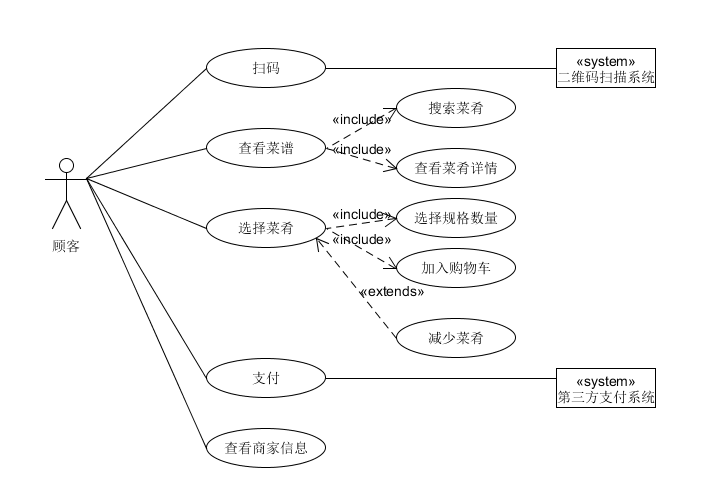 扫码
«system»
二维码扫描系统
搜索菜肴
«include»
查看菜谱
«include»
查看菜肴详情
选择菜肴
«include»
选择规格数量
«include»
顾客
加入购物车
«extends»
减少菜肴
支付
«system»
第三方支付系统
查看商家信息